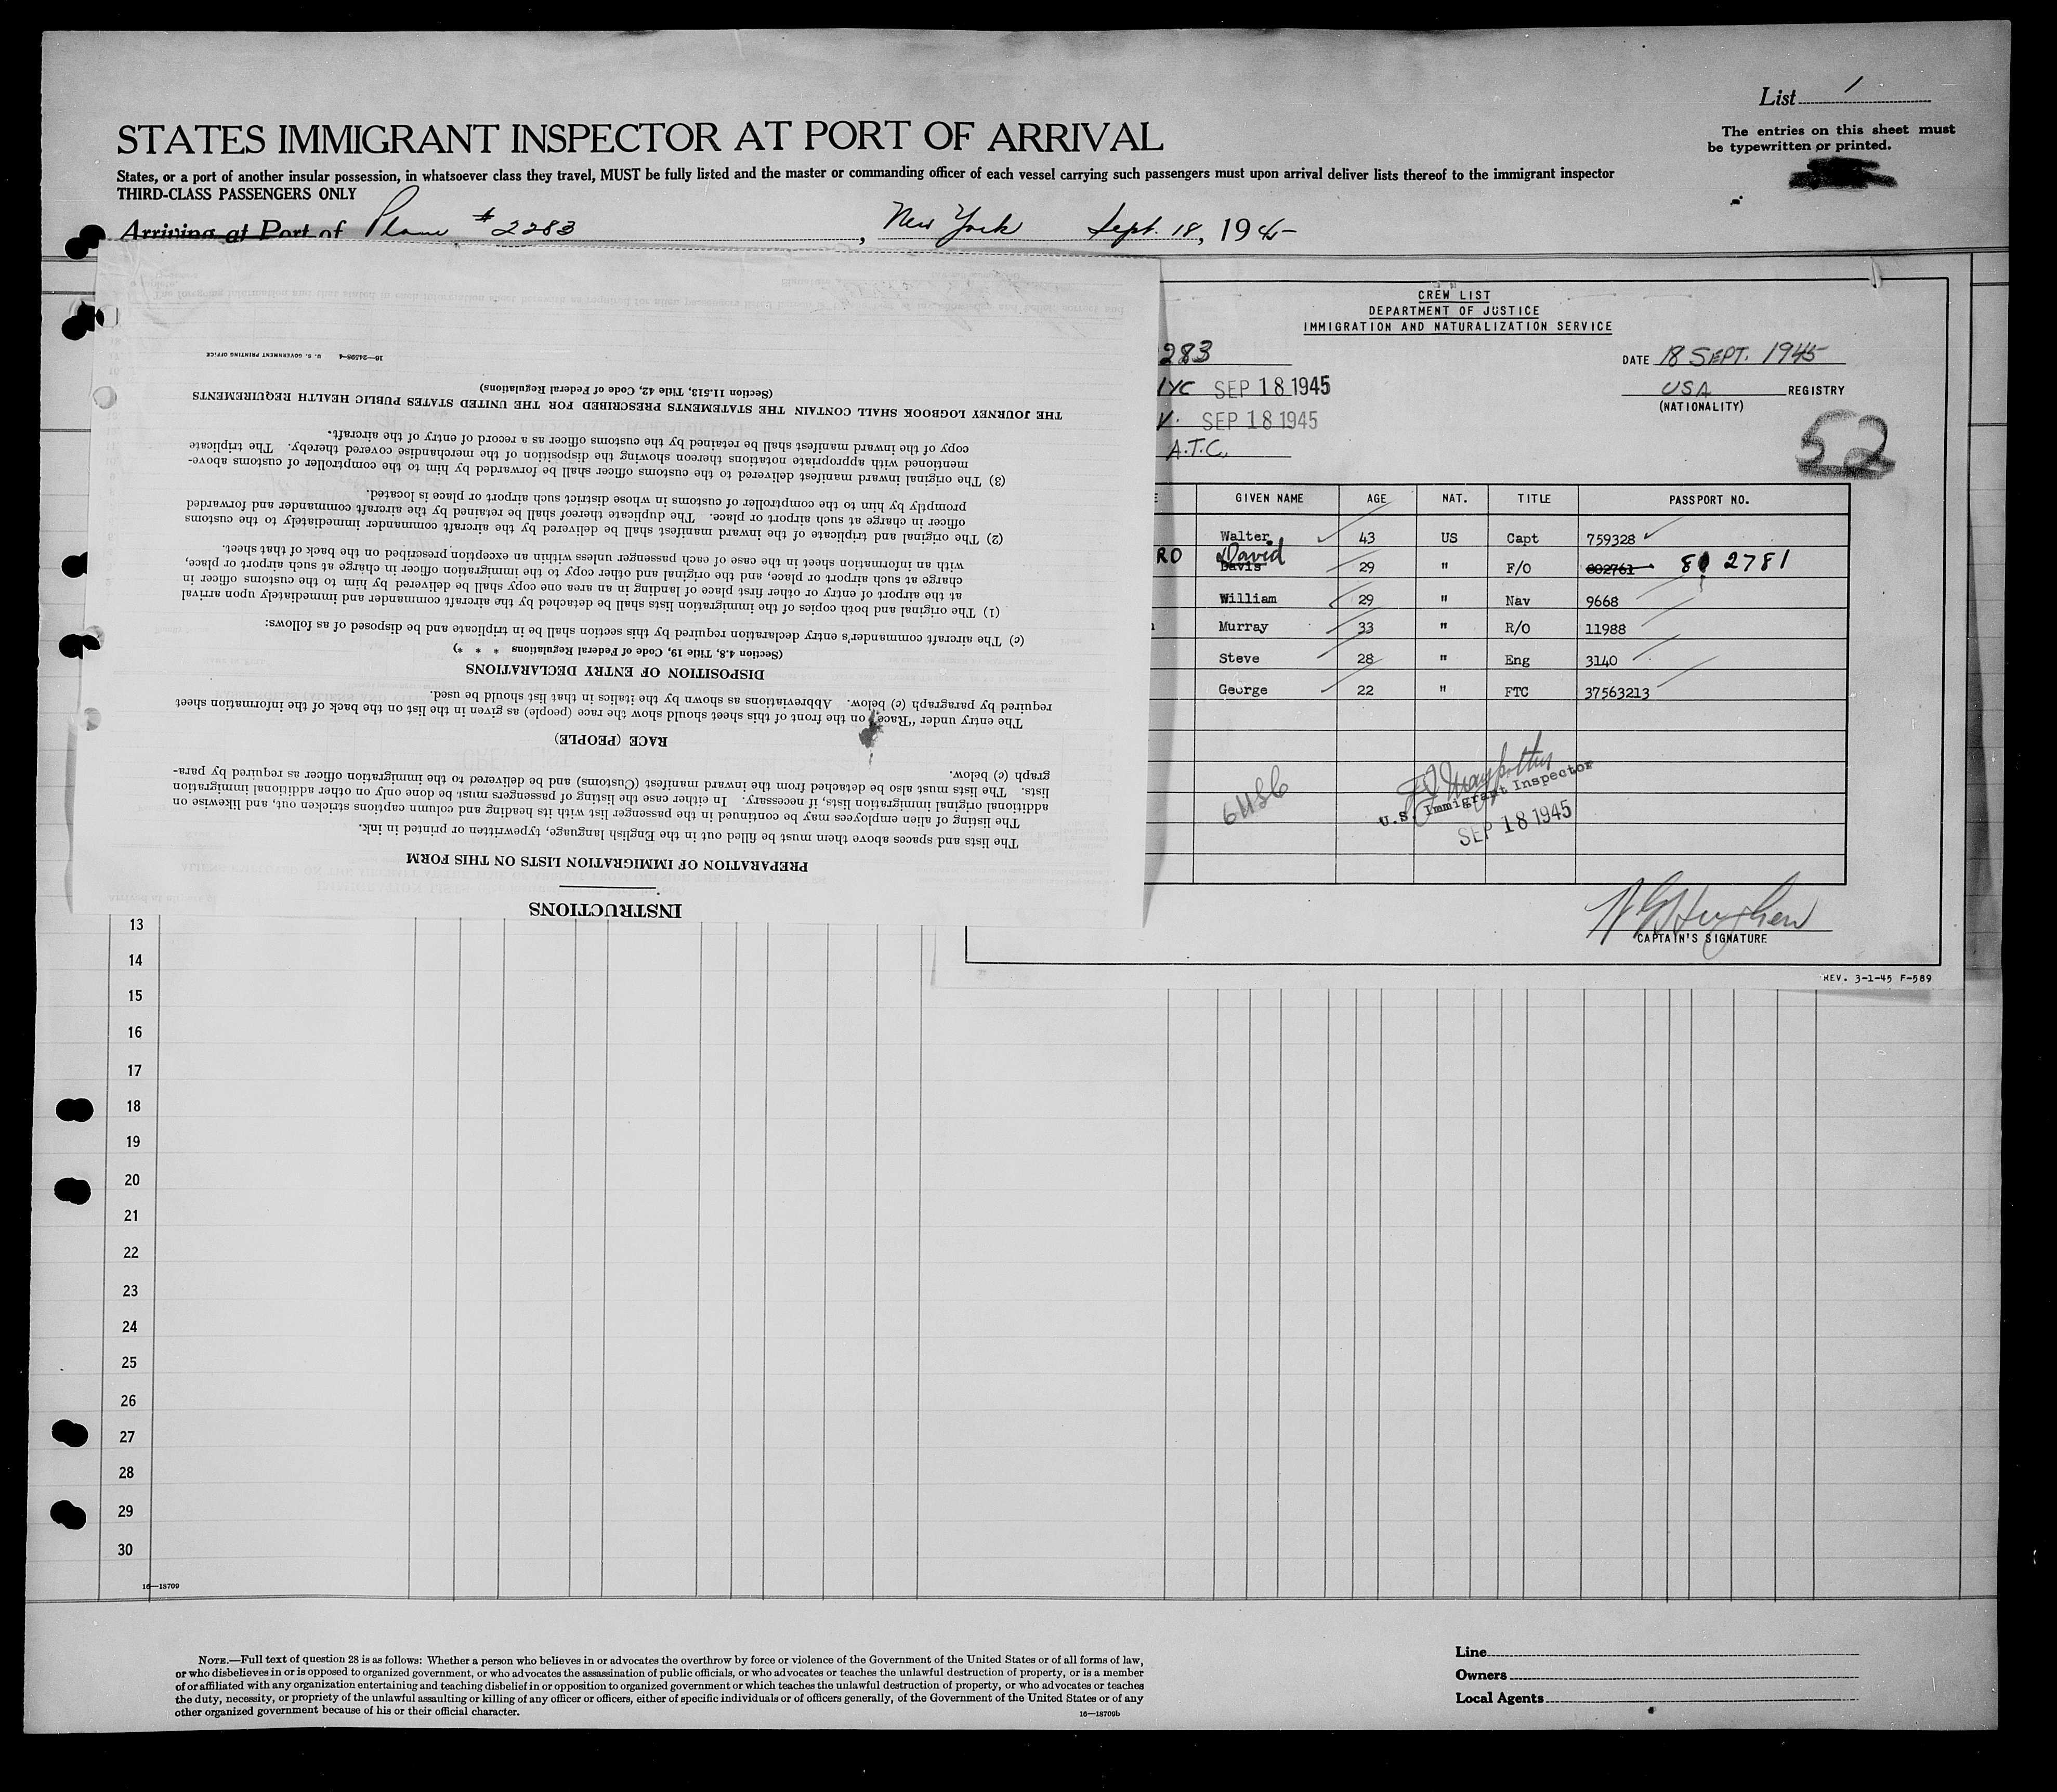 List 1
STATES IMMIGRANT INSPECTOR AT PORT OF ARRIVAL
The entries on this sheet must
be typewritten or printed.
States, or a port of another insular possession, in whatsoever class they travel, MUST be fully listed and the master or commanding officer of each vessel carrying such passengers must upon arrival deliver lists thereof to the immigrant inspector
THIRD-CLASS PASSENGERS ONLY
Arriving at Port of Plane # 2283, New York Sept. 18, 1945
INSTRUCTIONS
PREPARATION OF IMMIGRATION LISTS ON THIS FORM
The lists and spaces above them must be filled out in the English language, typewritten or printed in ink.
The listing of alien employees may be continued in the passenger list with its heading and column captions stricken out, and likewise on
additional original immigration lists, if necessary. In either case the listing of passengers must be done only on other additional immigration
lists. The lists must also be detached from the inward manifest (Customs) and be delivered to the immigration officer as required by para-
graph (c) below.
RACE (PEOPLE)
The entry under "Race" on the front of this sheet should show the race (people) as given in the list on the back of the information sheet
required by paragraph (c) below. Abbreviations as shown by the italics in that list should be used.
DISPOSITION OF ENTRY DECLARATIONS
(Section 4.8, Title 19, Code of Federal Regulations * * *)
(c) The aircraft commander's entry declaration required by this section shall be in triplicate and be disposed of as follows:
(1) The original and both copies of the immigration lists shall be detached by the aircraft commander and immediately upon arrival
at the airport of entry or other first place of landing in an area one copy shall be delivered by him to the customs officer in
charge at such airport or place, and the original and other copy to the immigration officer in charge at such airport or place,
with an information sheet in the case of each passenger unless within an exception prescribed on the back of that sheet.
(2) The original and triplicate of the inward manifest shall be delivered by the aircraft commander immediately to the customs
officer in charge at such airport or place. The duplicate thereof shall be retained by the aircraft commander and forwarded
promptly by him to the comptroller of customs in whose district such airport or place is located.
(3) The original inward manifest delivered to the customs officer shall be forwarded by him to the comptroller of customs above-
mentioned with appropriate notations thereon showing the disposition of the merchandise covered thereby. The triplicate
copy of the inward manifest shall be retained by the customs officer as a record of entry of the aircraft.
THE JOURNEY LOGBOOK SHALL CONTAIN THE STATEMENTS PRESCRIBED FOR THE UNITED STATES PUBLIC HEALTH REQUIREMENTS
(Section 11.513, Title 42, Code of Federal Regulations)
16—24598-4 U. S. GOVERNMENT PRINTING OFFICE
CREW LIST
DEPARTMENT OF JUSTICE
IMMIGRATION AND NATURALIZATION SERVICE
283 DATE 18 SEPT. 1945
NYC SEP 18 1945 USA REGISTRY
(NATIONALITY)
SEP 18 1945
A.T.C. 52
GIVEN NAME AGE NAT. TITLE PASSPORT NO.
Walter 43 US Capt 759328
RO David
Davis 29 " F/O 802761 802781
William 29 " Nav 9668
Murray 33 " R/O 11988
Steve 28 " Eng 3140
George 22 " FTC 37563213
U.S. Immigrant Inspector
SEP 18 1945
CAPTAIN'S SIGNATURE
REV. 3-1-45 F-589
13
14
15
16
17
18
19
20
21
22
23
24
25
26
27
28
29
30
16—18709
NOTE.—Full text of question 28 is as follows: Whether a person who believes in or advocates the overthrow by force or violence of the Government of the United States or of all forms of law,
or who disbelieves in or is opposed to organized government, or who advocates the assassination of public officials, or who advocates or teaches the unlawful destruction of property, or is a member
of or affiliated with any organization entertaining and teaching disbelief in or opposition to organized government or which teaches the unlawful destruction of property, or who advocates or teaches
the duty, necessity, or propriety of the unlawful assaulting or killing of any officer or officers, either of specific individuals or of officers generally, of the Government of the United States or of any
other organized government because of his or their official character.
16—18709b
Line
Owners
Local Agents